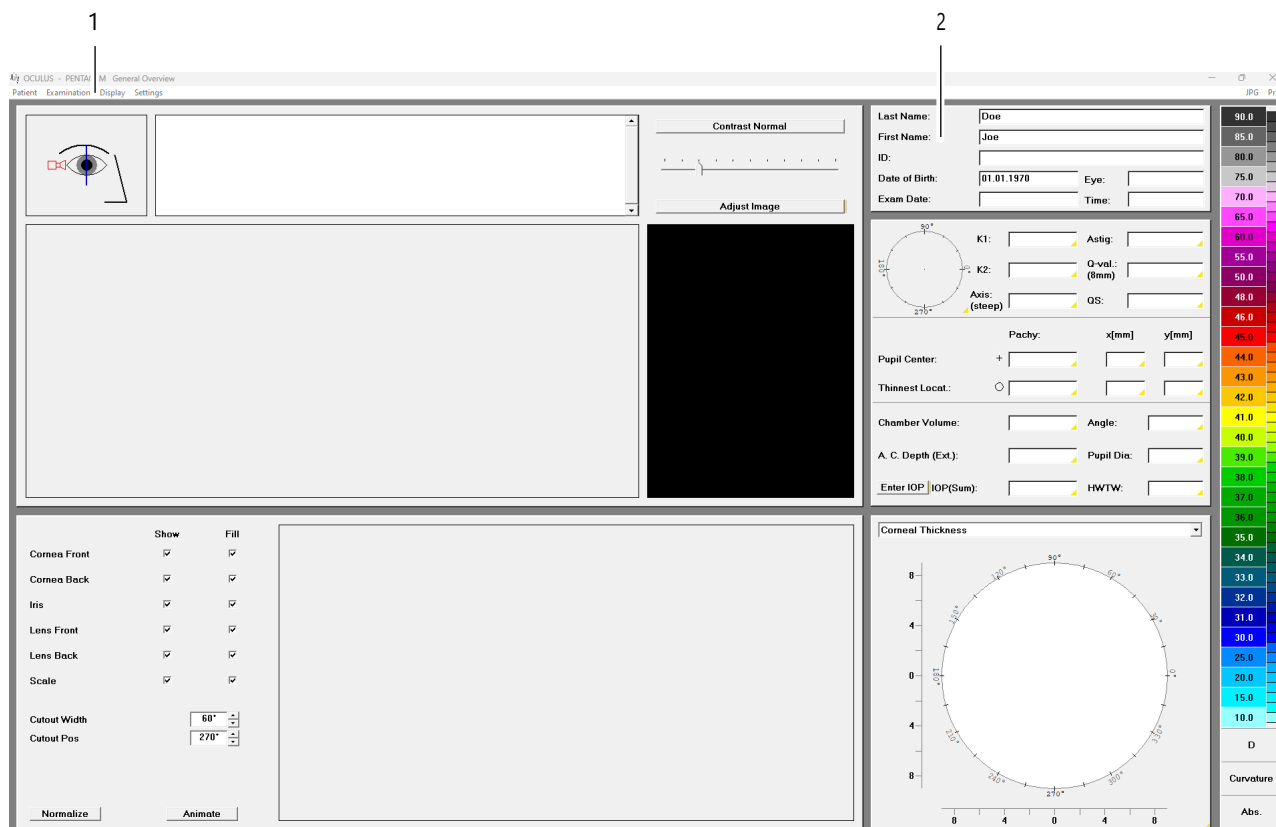 1
2
OCULUS - PENTACAM General Overview
Patient Examination Display Settings
JPG
Contrast Normal
Adjust Image
Last Name: Doe
First Name: Joe
ID:
Date of Birth: 01.01.1970 Eye:
Exam Date: Time:
90°
180°
0°
270°
K1: Astig:
K2: Q-val.: (8mm)
Axis: (steep) QS:
Pachy: x[mm] y[mm]
Pupil Center: +
Thinnest Locat.:
Chamber Volume: Angle:
A. C. Depth (Ext.): Pupil Dia:
Enter IOP IOP(Sum): HWTW:
Show Fill
Cornea Front
Cornea Back
Iris
Lens Front
Lens Back
Scale
Cutout Width 60°
Cutout Pos 270°
Normalize Animate
Corneal Thickness
90°
120° 60°
150° 30°
180° 0°
210° 330°
240° 300°
270°
8
4
0
4
8
8 4 0 4 8
90.0
85.0
80.0
75.0
70.0
65.0
60.0
55.0
50.0
48.0
46.0
45.0
44.0
43.0
42.0
41.0
40.0
39.0
38.0
37.0
36.0
35.0
34.0
33.0
32.0
31.0
30.0
25.0
20.0
15.0
10.0
D
Curvature
Abs.